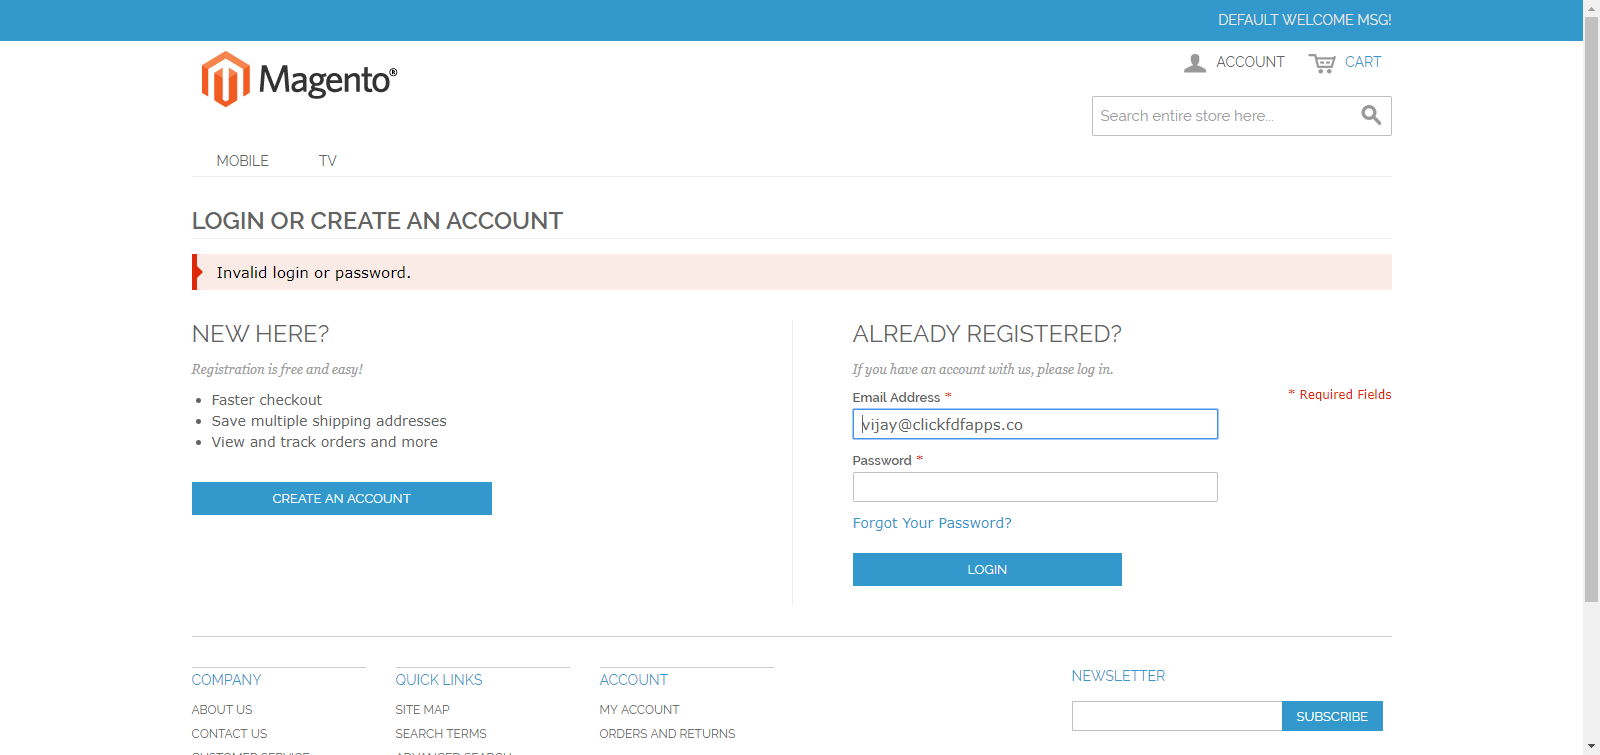 DEFAULT WELCOME MSG!
Magento®
ACCOUNT
CART
Search entire store here...
MOBILE
TV
LOGIN OR CREATE AN ACCOUNT
Invalid login or password.
NEW HERE?
Registration is free and easy!
Faster checkout
Save multiple shipping addresses
View and track orders and more
CREATE AN ACCOUNT
ALREADY REGISTERED?
If you have an account with us, please log in.
* Required Fields
Email Address *
vijay@clickfdfapps.co
Password *
Forgot Your Password?
LOGIN
COMPANY
ABOUT US
CONTACT US
CUSTOMER SERVICE
QUICK LINKS
SITE MAP
SEARCH TERMS
ADVANCED SEARCH
ACCOUNT
MY ACCOUNT
ORDERS AND RETURNS
NEWSLETTER
SUBSCRIBE